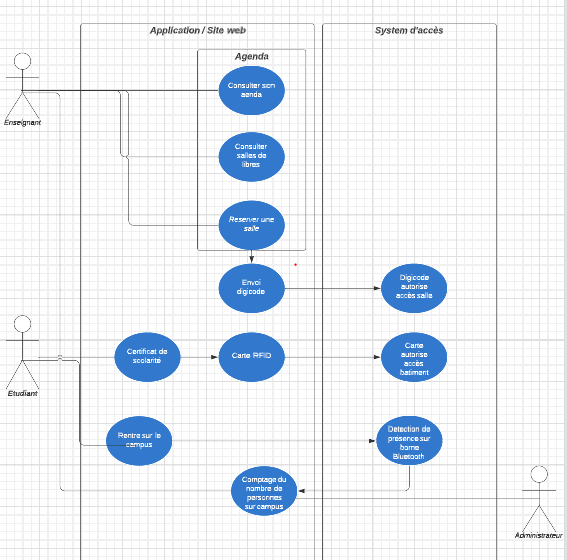 Application / Site web
System d'accès
Agenda
Consulter son
aenda
Enseignant
Consulter
salles de
libres
Reserver une
salle
Envoi
digicode
Digicode
autorise
accès salle
Certificat de
scolarité
Carte RFID
Carte
autorise
accès
batiment
Etudiant
Rentre sur le
campus
Détection de
présence sur
borne
Bluetooth
Comptage du
nombre de
personnes
sur campus
Administrateur